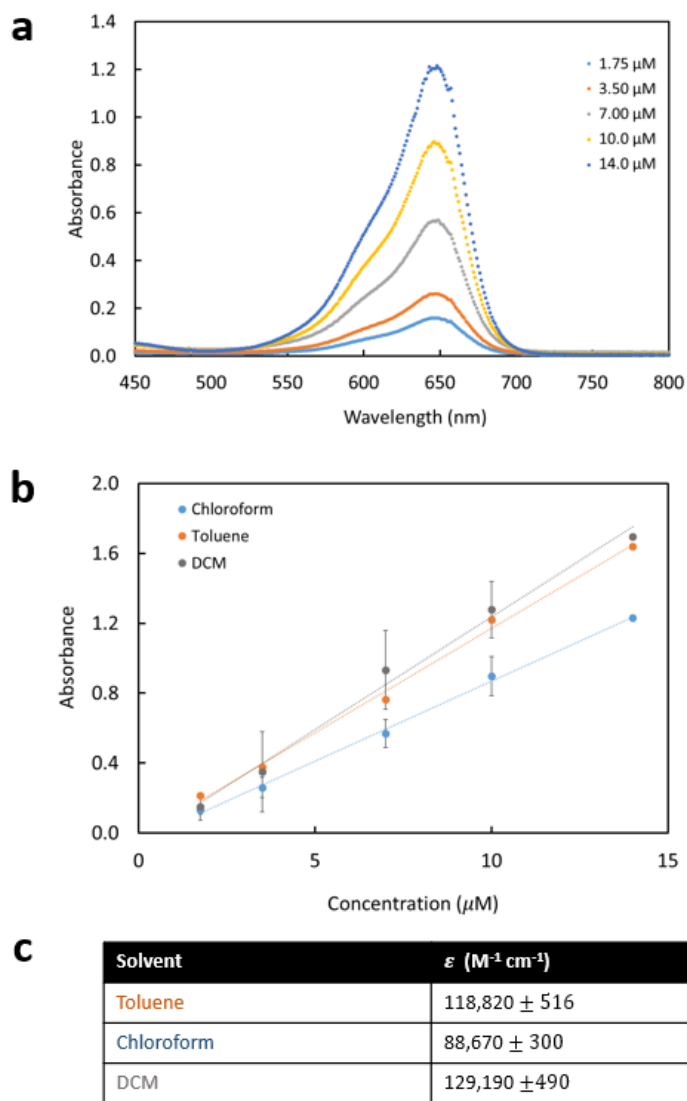 a
1.4
1.2
1.0
0.8
0.6
0.4
0.2
0.0
Absorbance
1.75 μM
3.50 μM
7.00 μM
10.0 μM
14.0 μM
450 500 550 600 650 700 750 800
Wavelength (nm)
b
2.0
1.6
1.2
0.8
0.4
0.0
Absorbance
Chloroform
Toluene
DCM
0 5 10 15
Concentration (μM)
c
Solvent ε (M⁻¹ cm⁻¹)
Toluene 118,820 ± 516
Chloroform 88,670 ± 300
DCM 129,190 ±490